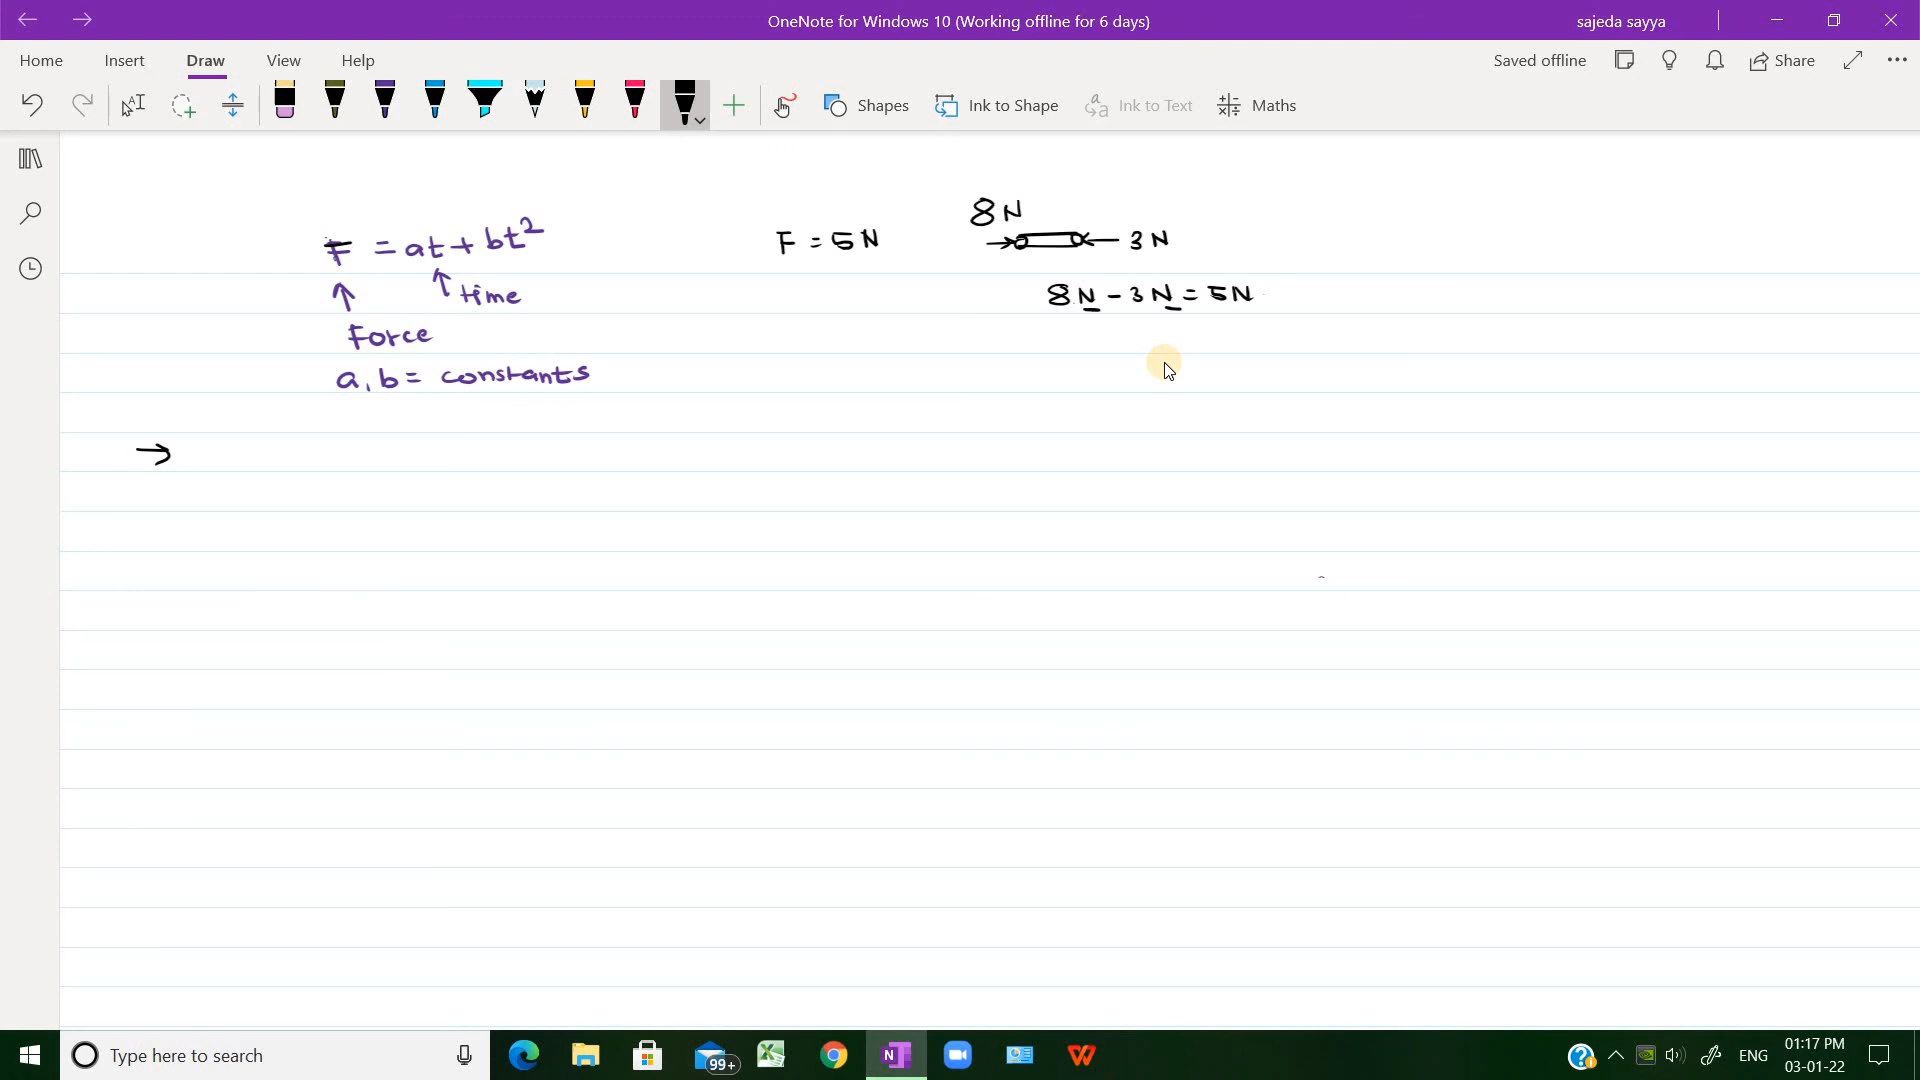 OneNote for Windows 10 (Working offline for 6 days)
sajeda sayya
Home Insert Draw View Help
Saved offline
Share
Shapes
Ink to Shape
Ink to Text
Maths
F = at + bt²
↑ ↑ time
Force
a, b = constants
F = 5 N
8 N
3 N
8 N - 3 N = 5 N
→
Type here to search
99+
ENG
01:17 PM
03-01-22